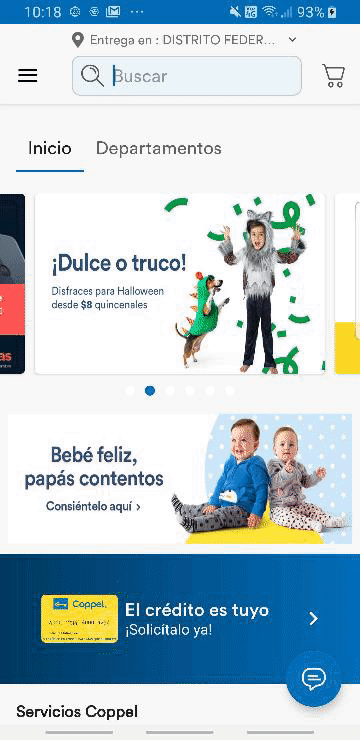 10:18 ... 93%
Entrega en : DISTRITO FEDER...
Buscar
Inicio Departamentos
¡Dulce o truco!
Disfraces para Halloween
desde $8 quincenales
as
Bebé feliz,
papás contentos
Consiéntelo aquí ›
Coppel
El crédito es tuyo
¡Solicítalo ya!
Servicios Coppel